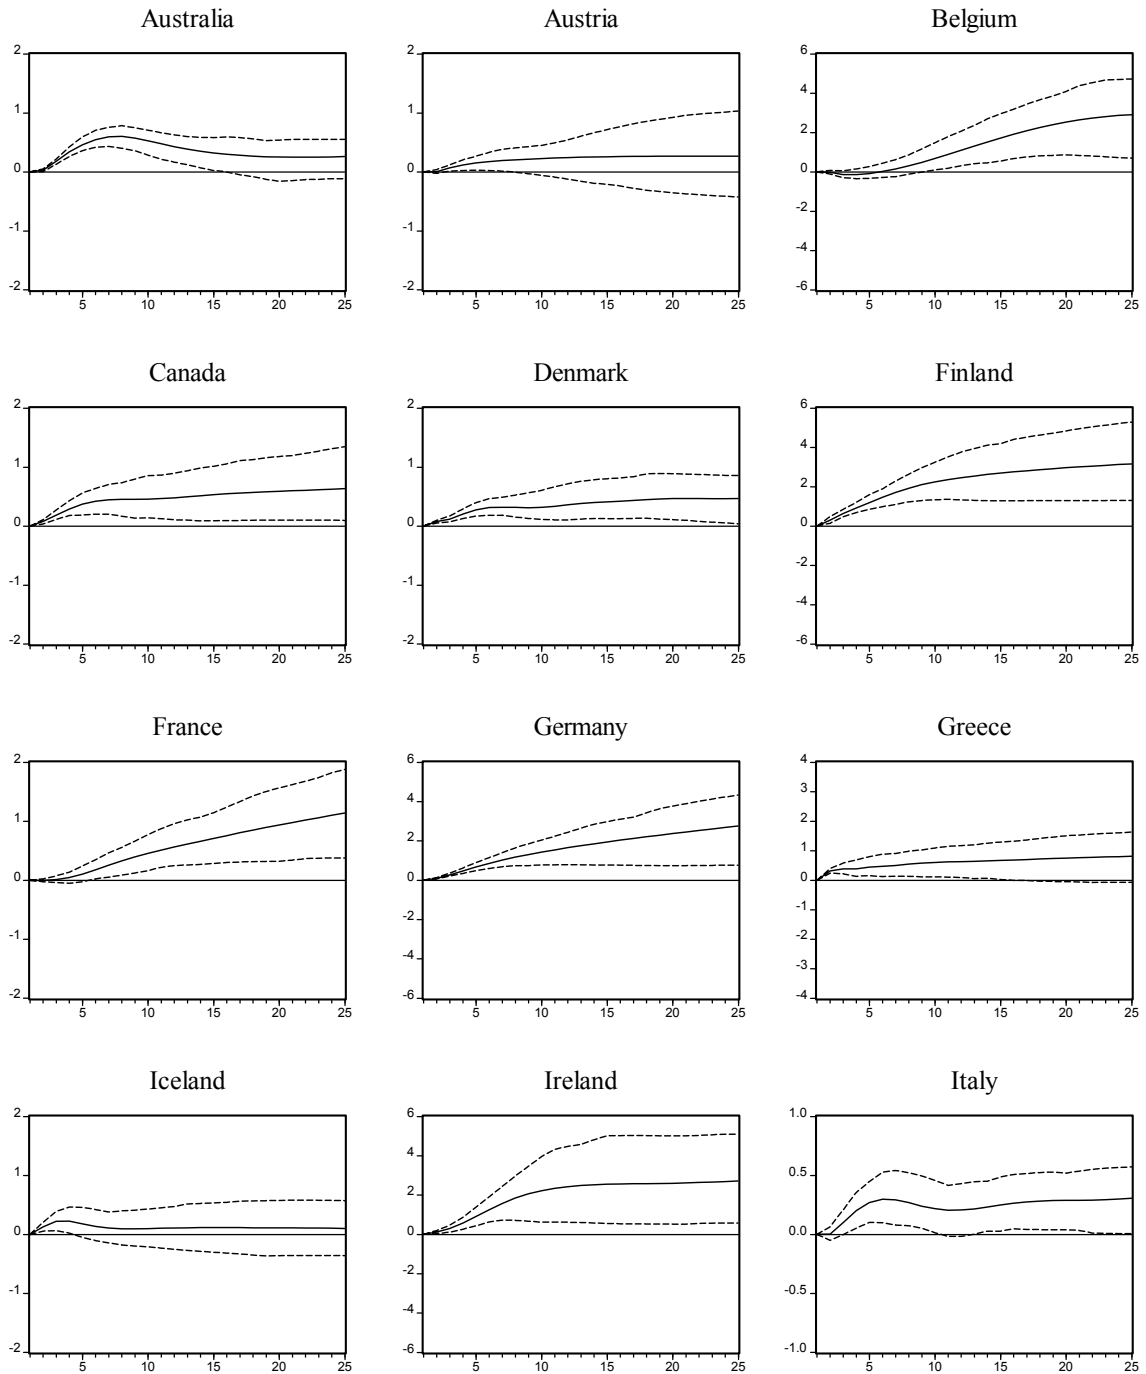 Australia Austria Belgium
2 2 6
4
1 1
2
0 0 0
-2
-1 -1
-4
-2 -2 -6
5 10 15 20 25 5 10 15 20 25 5 10 15 20 25
Canada Denmark Finland
2 2 6
4
1 1
2
0 0 0
-2
-1 -1
-4
-2 -2 -6
5 10 15 20 25 5 10 15 20 25 5 10 15 20 25
France Germany Greece
2 6 4
3
4
1 2
2
1
0 0 0
-1
-2
-1 -2
-4
-3
-2 -6 -4
5 10 15 20 25 5 10 15 20 25 5 10 15 20 25
Iceland Ireland Italy
2 6 1.0
4
1 0.5
2
0 0 0.0
-2
-1 -0.5
-4
-2 -6 -1.0
5 10 15 20 25 5 10 15 20 25 5 10 15 20 25